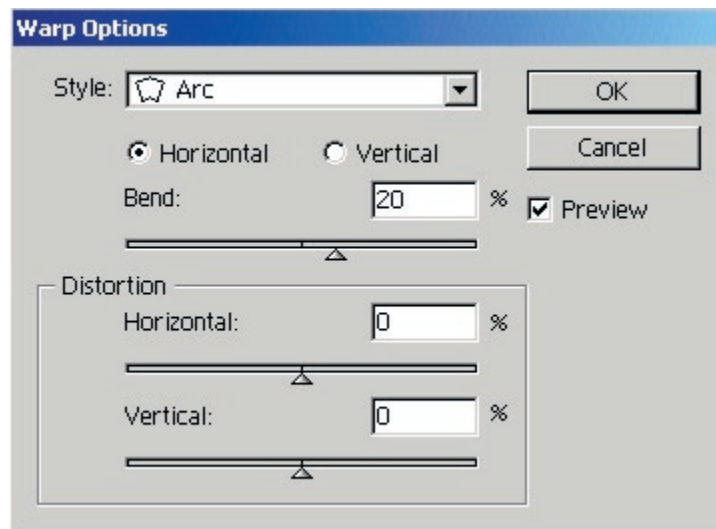 Warp Options
Style: Arc
OK
Horizontal Vertical
Cancel
Bend: 20 %
Preview
Distortion
Horizontal: 0 %
Vertical: 0 %